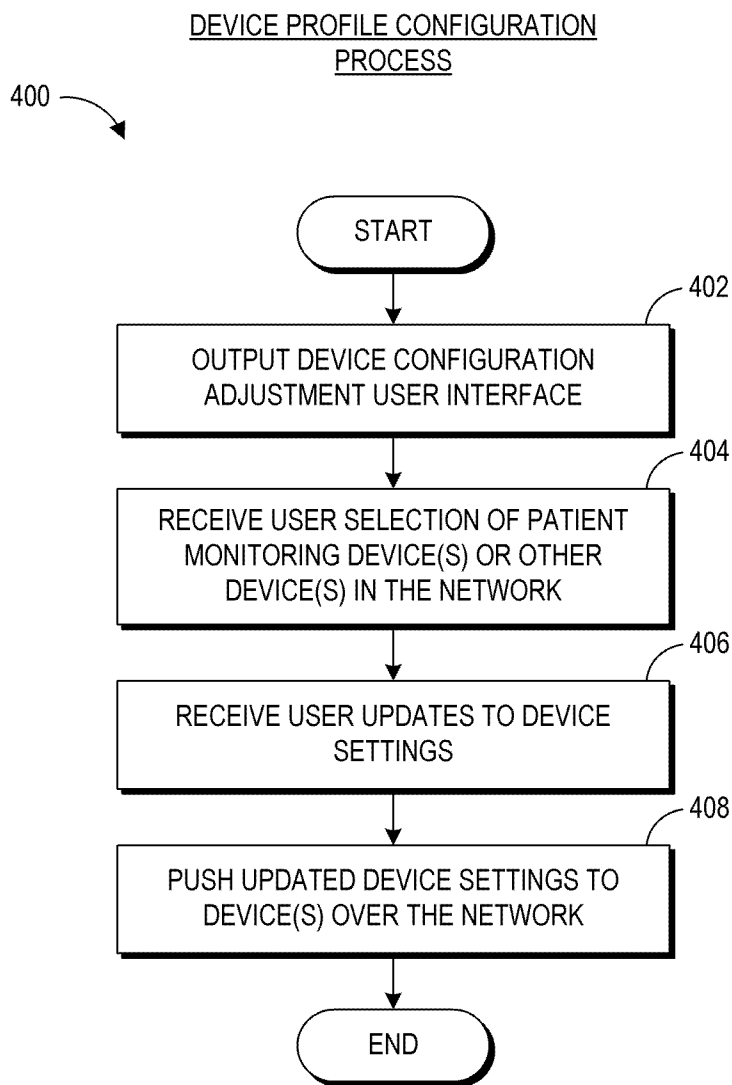 DEVICE PROFILE CONFIGURATION
PROCESS
400
START
402
OUTPUT DEVICE CONFIGURATION
ADJUSTMENT USER INTERFACE
404
RECEIVE USER SELECTION OF PATIENT
MONITORING DEVICE(S) OR OTHER
DEVICE(S) IN THE NETWORK
406
RECEIVE USER UPDATES TO DEVICE
SETTINGS
408
PUSH UPDATED DEVICE SETTINGS TO
DEVICE(S) OVER THE NETWORK
END